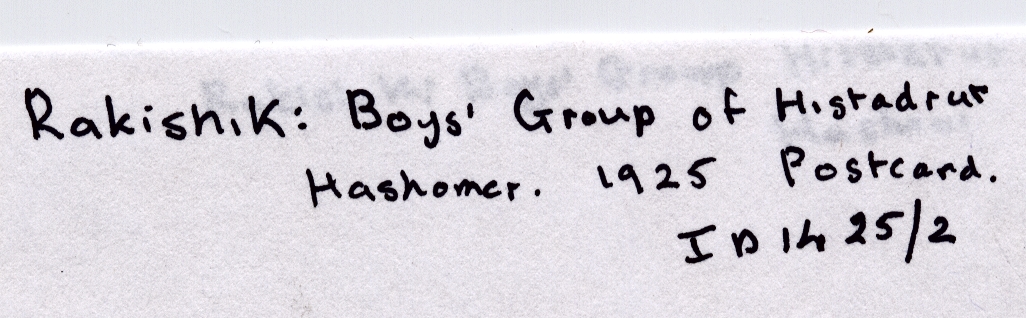 Rakishik: Boys' Group of Histadrut
Hashomer. 1925 Postcard.
ID 14 25/2